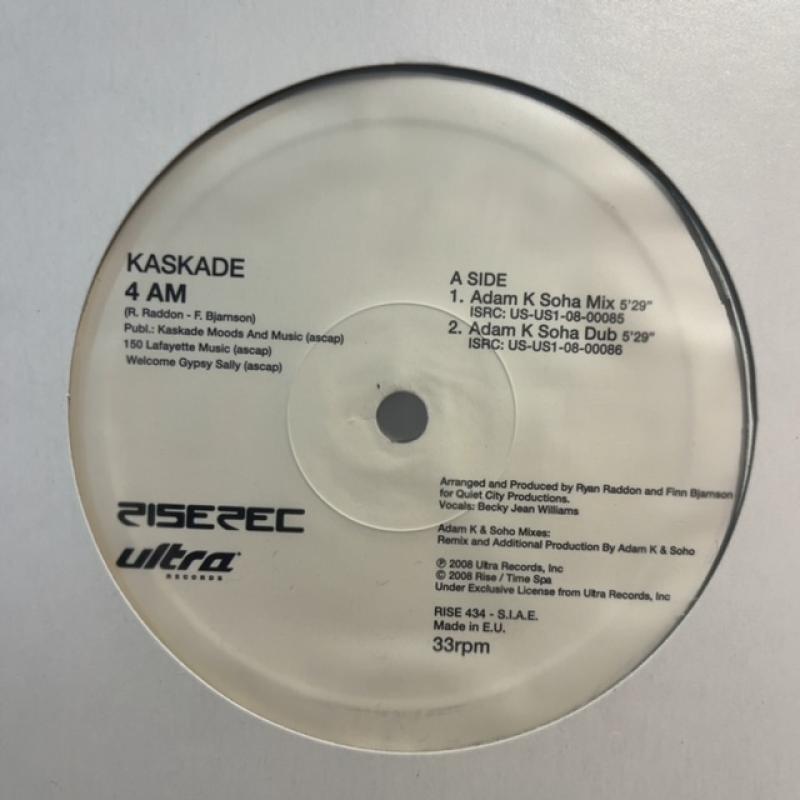 KASKADE
4 AM
(R. Raddon - F. Bjarnson)
Publ.: Kaskade Moods And Music (ascap)
150 Lafayette Music (ascap)
Welcome Gypsy Sally (ascap)
RISEREC
ultra
RECORDS
A SIDE
1. Adam K Soha Mix 5'29"
ISRC: US-US1-08-00085
2. Adam K Soha Dub 5'29"
ISRC: US-US1-08-00086
Arranged and Produced by Ryan Raddon and Finn Bjarnson
for Quiet City Productions.
Vocals: Becky Jean Williams
Adam K & Soho Mixes:
Remix and Additional Production By Adam K & Soho
℗ 2008 Ultra Records, Inc
© 2008 Rise / Time Spa
Under Exclusive License from Ultra Records, Inc
RISE 434 - S.I.A.E.
Made in E.U.
33rpm